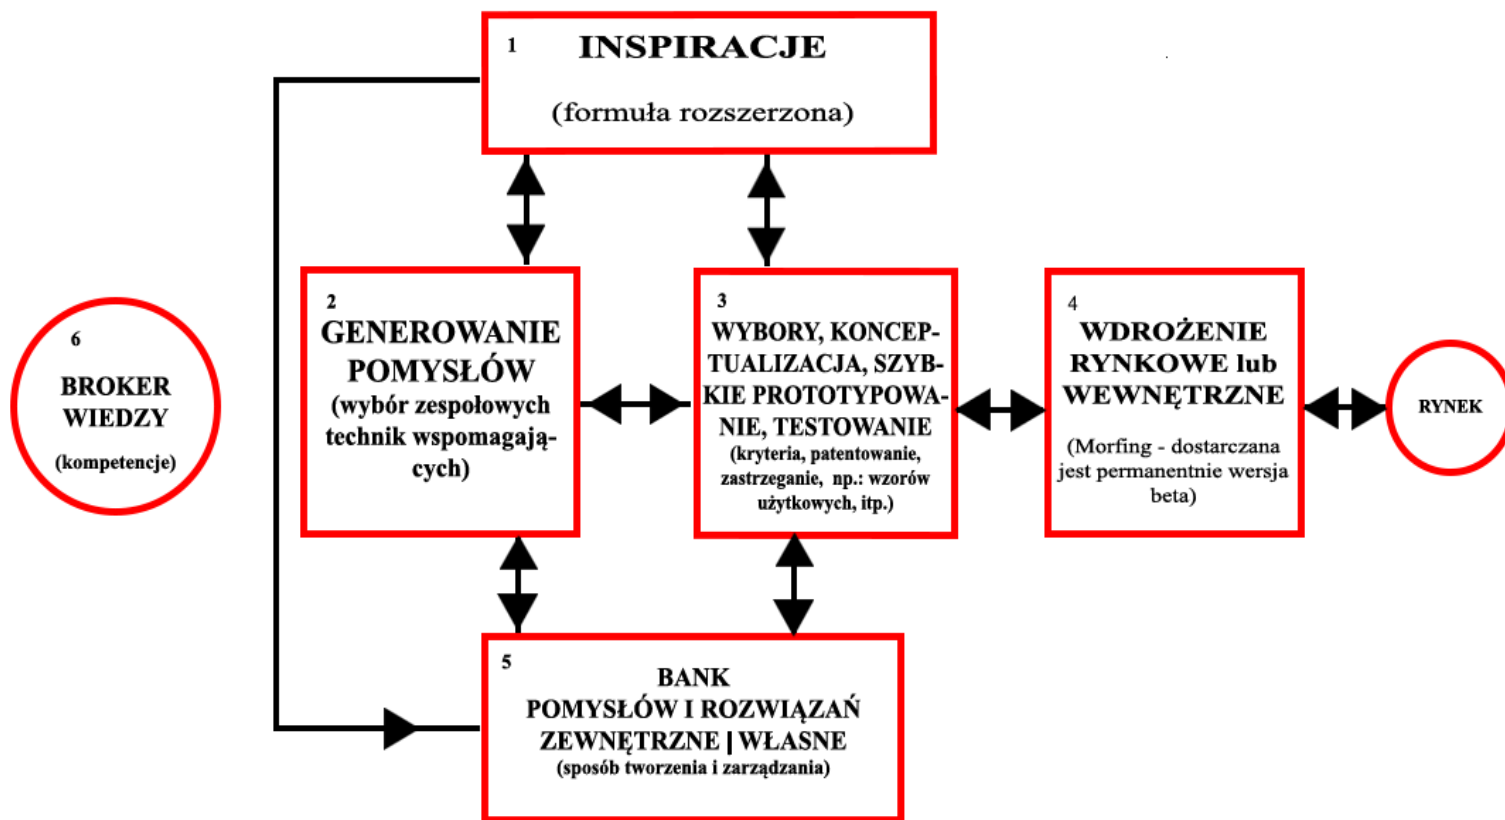 1
INSPIRACJE
(formuła rozszerzona)
2
GENEROWANIE
POMYSŁÓW
(wybór zespołowych
technik wspomagają-
cych)
3
WYBORY, KONCEP-
TUALIZACJA, SZYB-
KIE PROTOTYPOWA-
NIE, TESTOWANIE
(kryteria, patentowanie,
zastrzeganie, np.: wzorów
użytkowych, itp.)
4
WDROŻENIE
RYNKOWE lub
WEWNĘTRZNE
(Morfing - dostarczana
jest permanentnie wersja
beta)
RYNEK
6
BROKER
WIEDZY
(kompetencje)
5
BANK
POMYSŁÓW I ROZWIĄZAŃ
ZEWNĘTRZNE | WŁASNE
(sposób tworzenia i zarządzania)